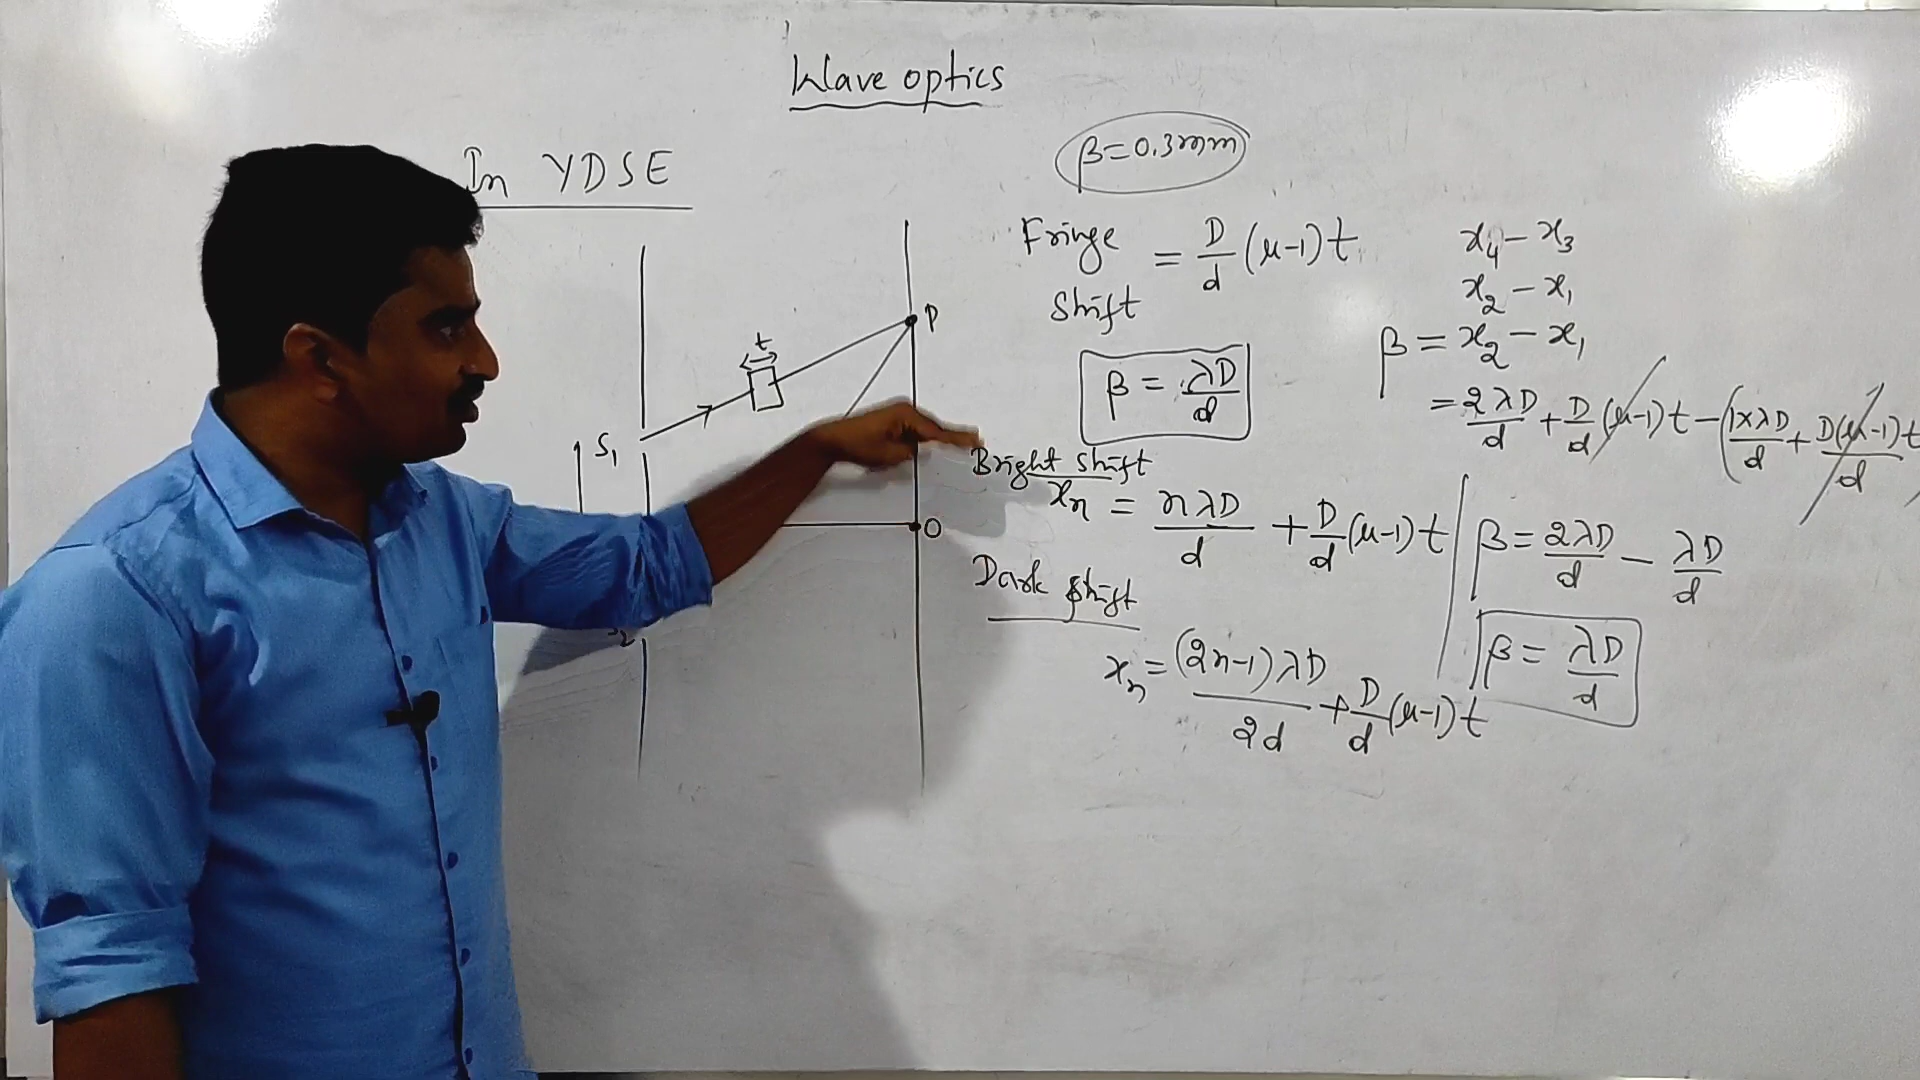 Wave optics
In YDSE
β=0.3mm
Fringe
Shift
= D/d (μ-1) t
β = λD/d
t
P
S₁
O
S₂
Bright shift
xₙ = nλD/d + D/d (μ-1) t
Dark shift
xₙ = (2n-1) λD/2d + D/d (μ-1) t
x₄ - x₃
x₂ - x₁
β = x₂ - x₁
= 2λD/d + D/d (μ-1) t - (1×λD/d + D(μ-1)t/d
β = 2λD/d - λD/d
β = λD/d